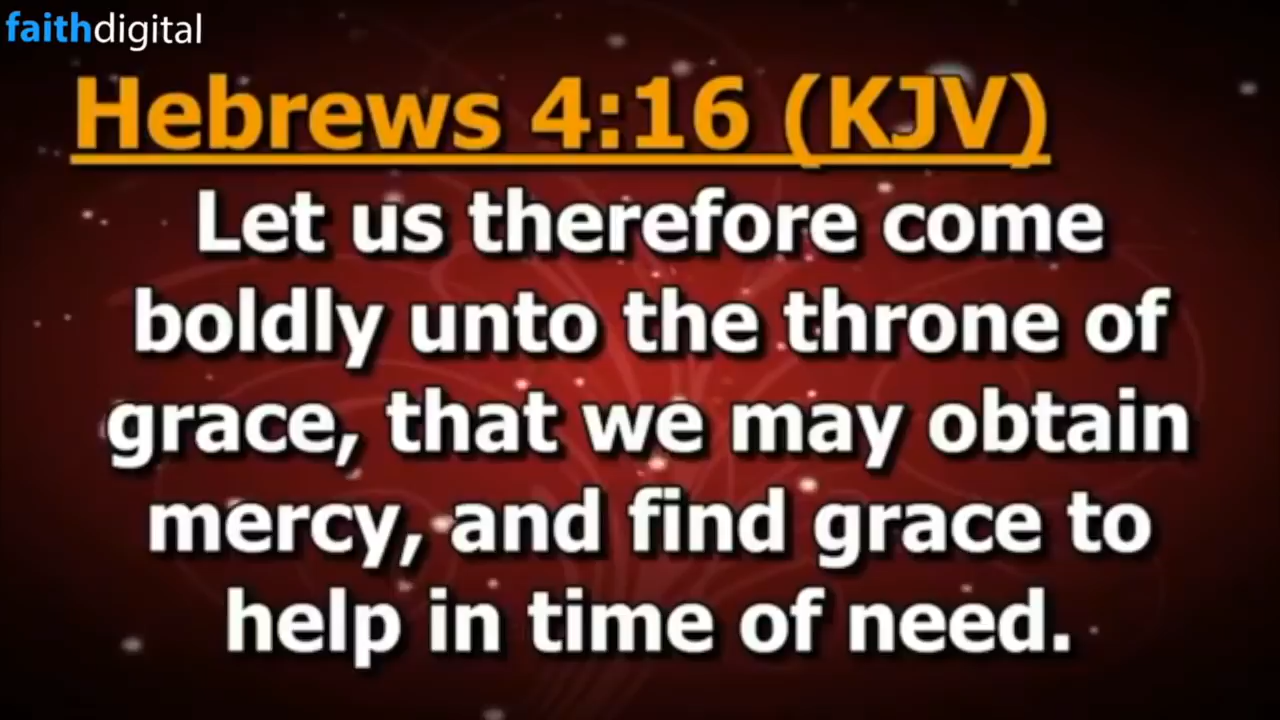 faithdigital
Hebrews 4:16 (KJV)
Let us therefore come
boldly unto the throne of
grace, that we may obtain
mercy, and find grace to
help in time of need.